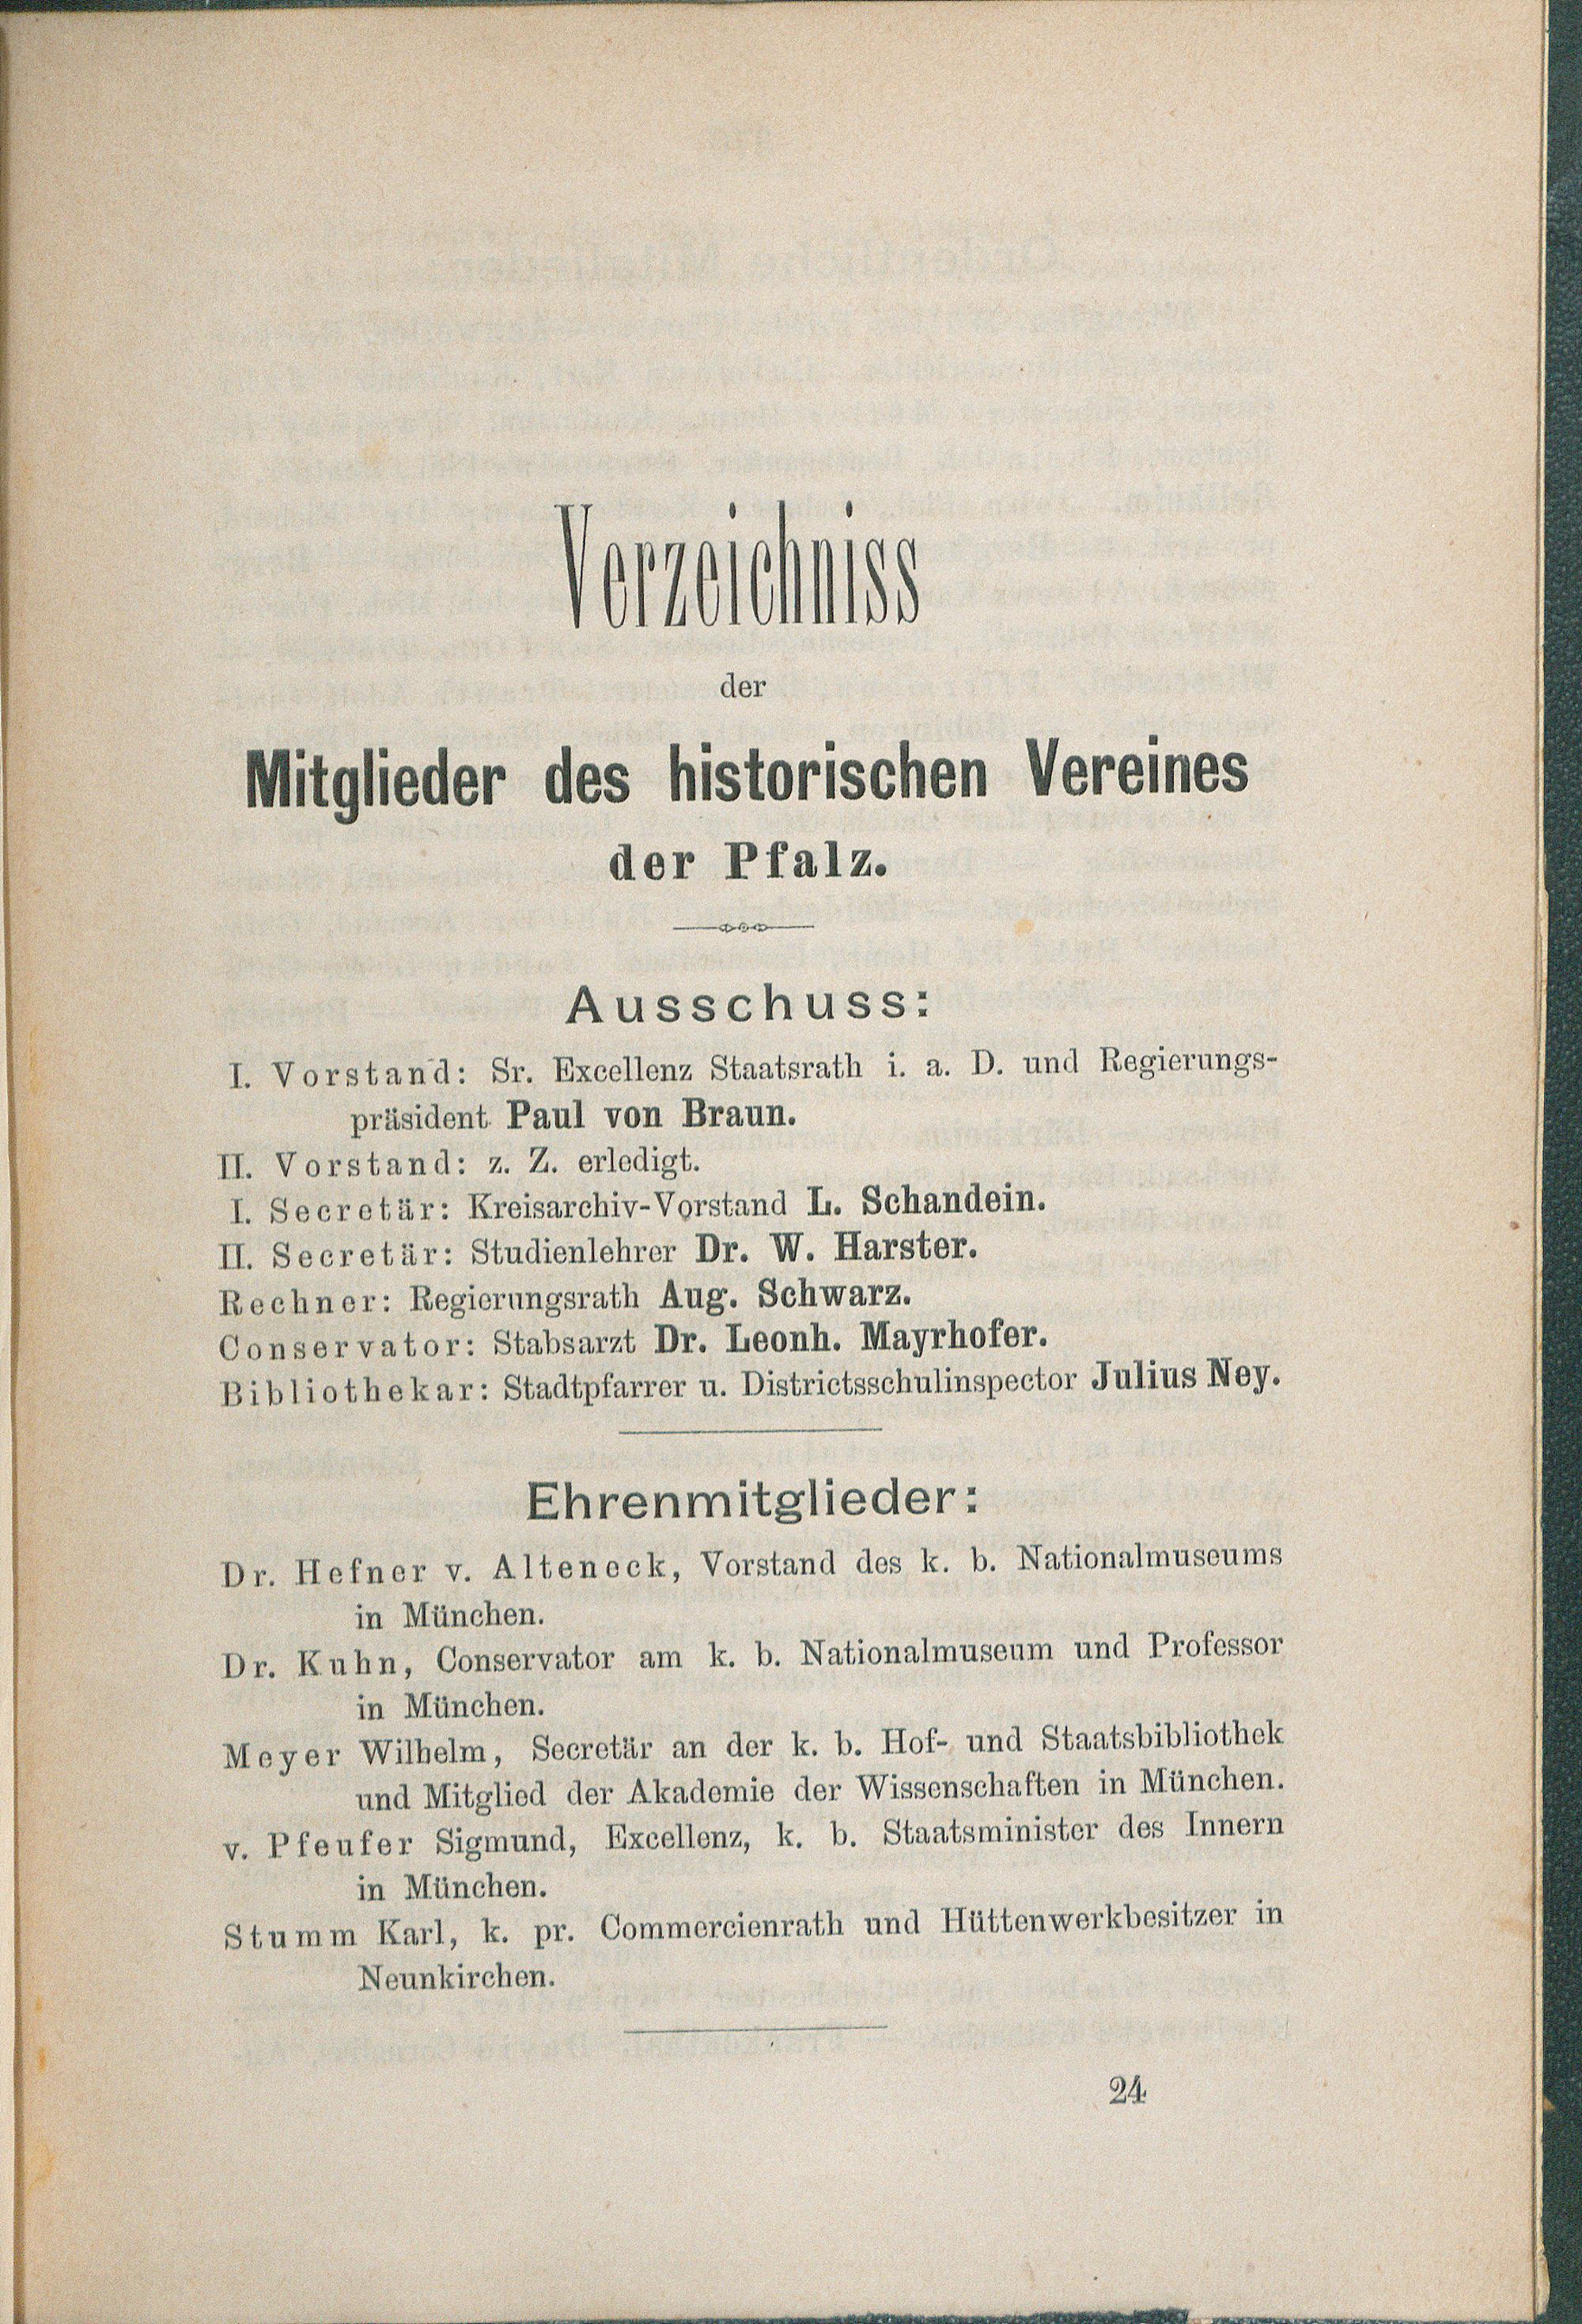 Verzeichniss
der
Mitglieder des historischen Vereines
der Pfalz.
Ausschuss:
I. Vorstand: Sr. Excellenz Staatsrath i. a. D. und Regierungs-
präsident Paul von Braun.
II. Vorstand: z. Z. erledigt.
I. Secretär: Kreisarchiv-Vorstand L. Schandein.
II. Secretär: Studienlehrer Dr. W. Harster.
Rechner: Regierungsrath Aug. Schwarz.
Conservator: Stabsarzt Dr. Leonh. Mayrhofer.
Bibliothekar: Stadtpfarrer u. Districtsschulinspector Julius Ney.
Ehrenmitglieder:
Dr. Hefner v. Alteneck, Vorstand des k. b. Nationalmuseums
in München.
Dr. Kuhn, Conservator am k. b. Nationalmuseum und Professor
in München.
Meyer Wilhelm, Secretär an der k. b. Hof- und Staatsbibliothek
und Mitglied der Akademie der Wissenschaften in München.
v. Pfeufer Sigmund, Excellenz, k. b. Staatsminister des Innern
in München.
Stumm Karl, k. pr. Commercienrath und Hüttenwerkbesitzer in
Neunkirchen.
24